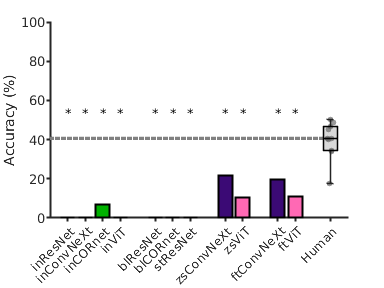 Accuracy (%)
100
80
60
40
20
0
* * * * * * * * * * *
inResNet
inConvNeXt
inCORnet
inViT
blResNet
blCORnet
stResNet
zsConvNeXt
zsViT
ftConvNeXt
ftViT
Human